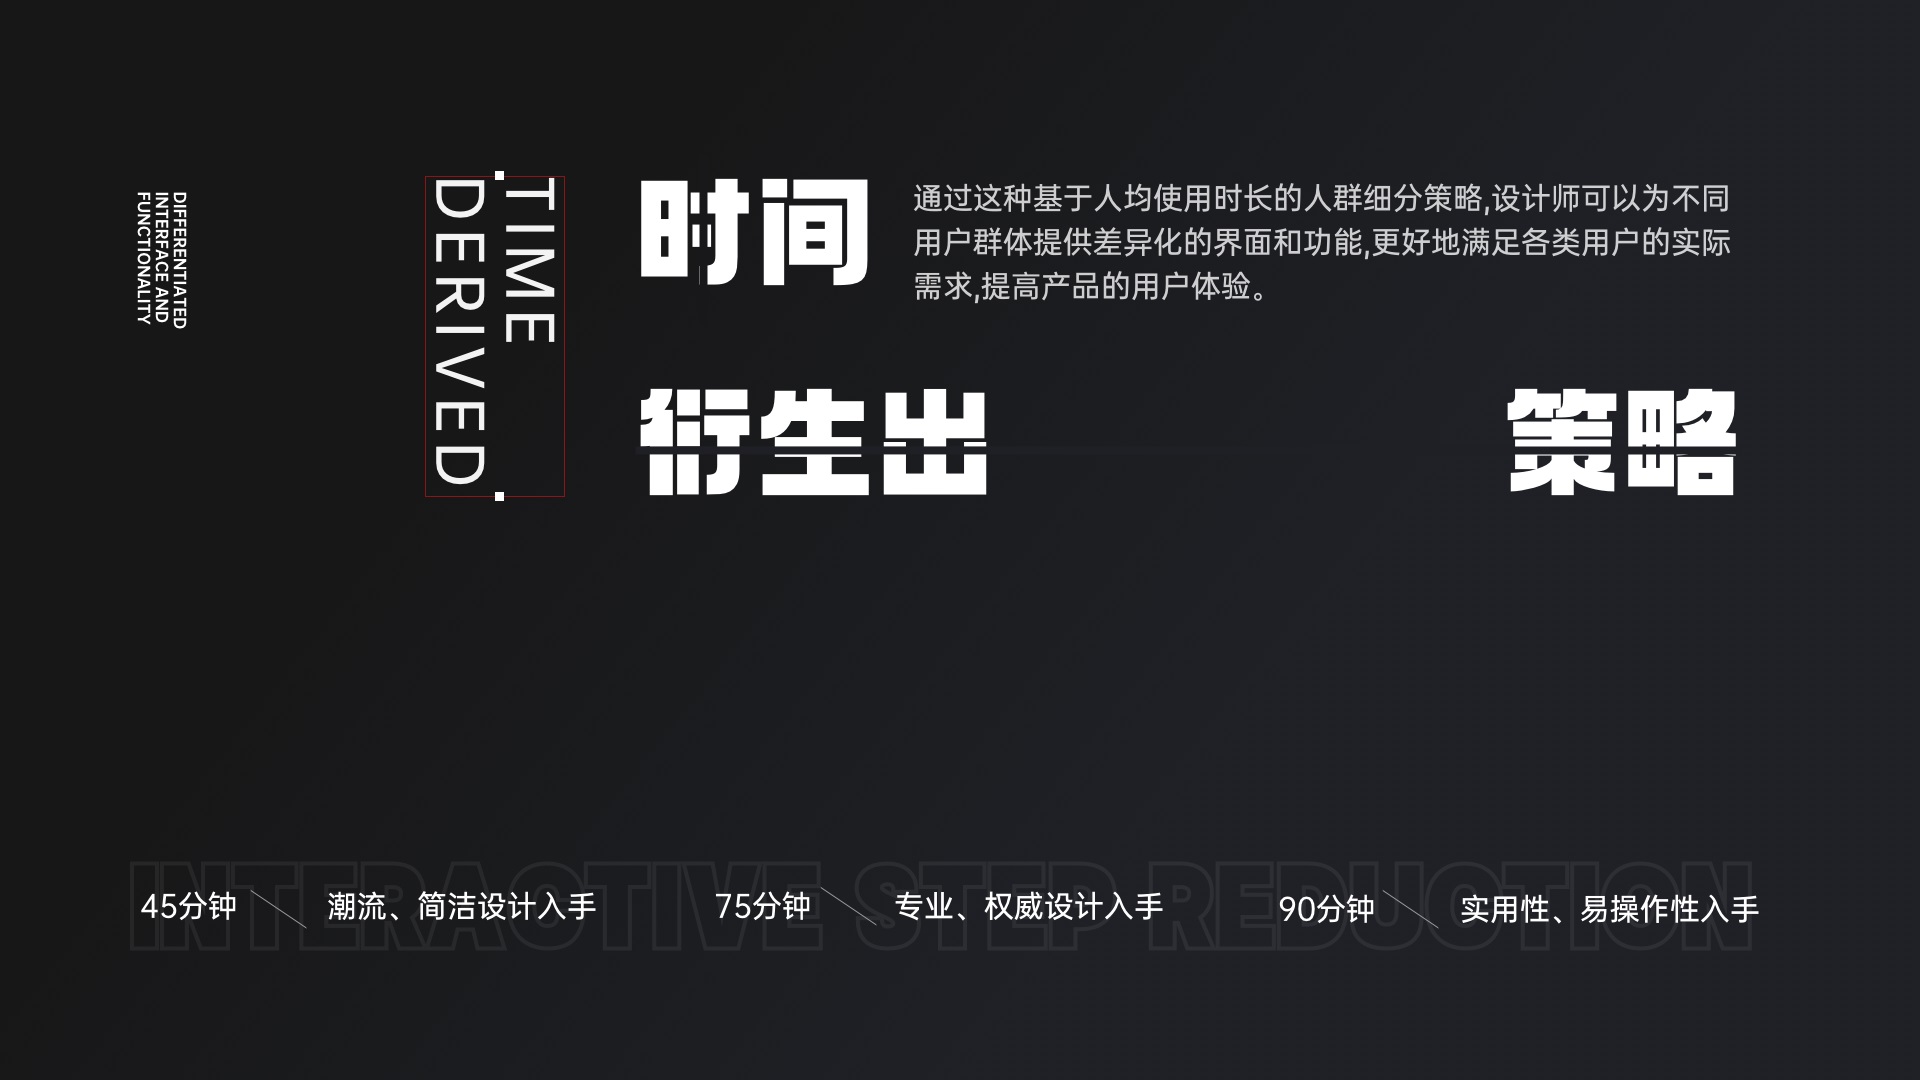 DIFFERENTIATED
INTERFACE AND
FUNCTIONALITY
TIME
DERIVED
时间
通过这种基于人均使用时长的人群细分策略,设计师可以为不同
用户群体提供差异化的界面和功能,更好地满足各类用户的实际
需求,提高产品的用户体验。
衍生出 策略
INTERACTIVE STEP REDUCTION
45分钟 潮流、简洁设计入手
75分钟 专业、权威设计入手
90分钟 实用性、易操作性入手